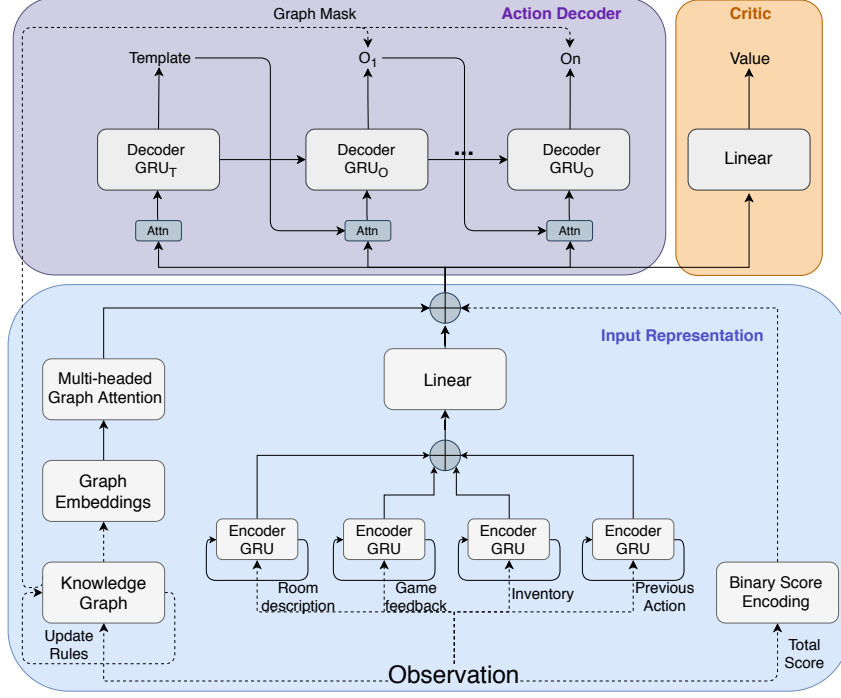 Graph Mask
Action Decoder
Critic
Template
O1
On
Value
Decoder
GRUT
Decoder
GRUO
...
Decoder
GRUO
Linear
Attn
Attn
Attn
Input Representation
Multi-headed
Graph Attention
Linear
Graph
Embeddings
Encoder
GRU
Encoder
GRU
Encoder
GRU
Encoder
GRU
Knowledge
Graph
Room
description
Game
feedback
Inventory
Previous
Action
Binary Score
Encoding
Update
Rules
Observation
Total
Score